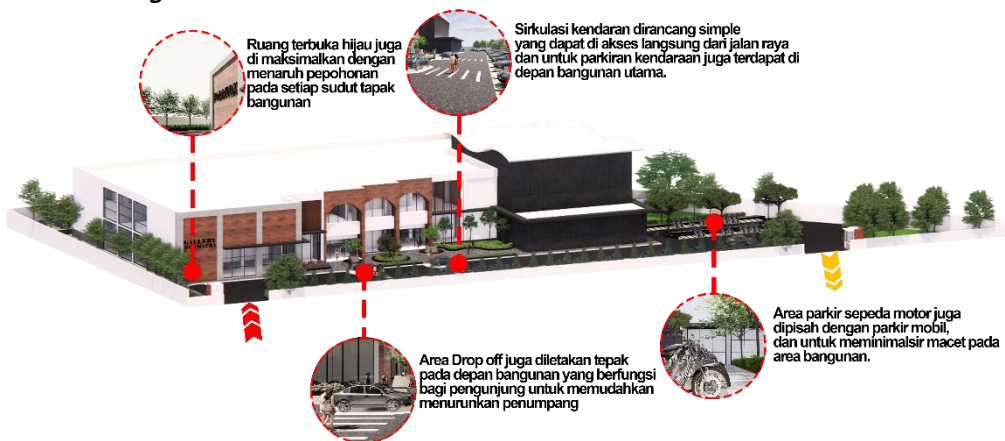 Ruang terbuka hijau juga
di maksimalkan dengan
menaruh pepohonan
pada setiap sudut tapak
bangunan
Sirkulasi kendaran dirancang simple
yang dapat di akses langsung dari jalan raya
dan untuk parkiran kendaraan juga terdapat di
depan bangunan utama.
GALLERY
Area Drop off juga diletakan tepak
pada depan bangunan yang berfungsi
bagi pengunjung untuk memudahkan
menurunkan penumpang
Area parkir sepeda motor juga
dipisah dengan parkir mobil,
dan untuk meminimalsir macet pada
area bangunan.